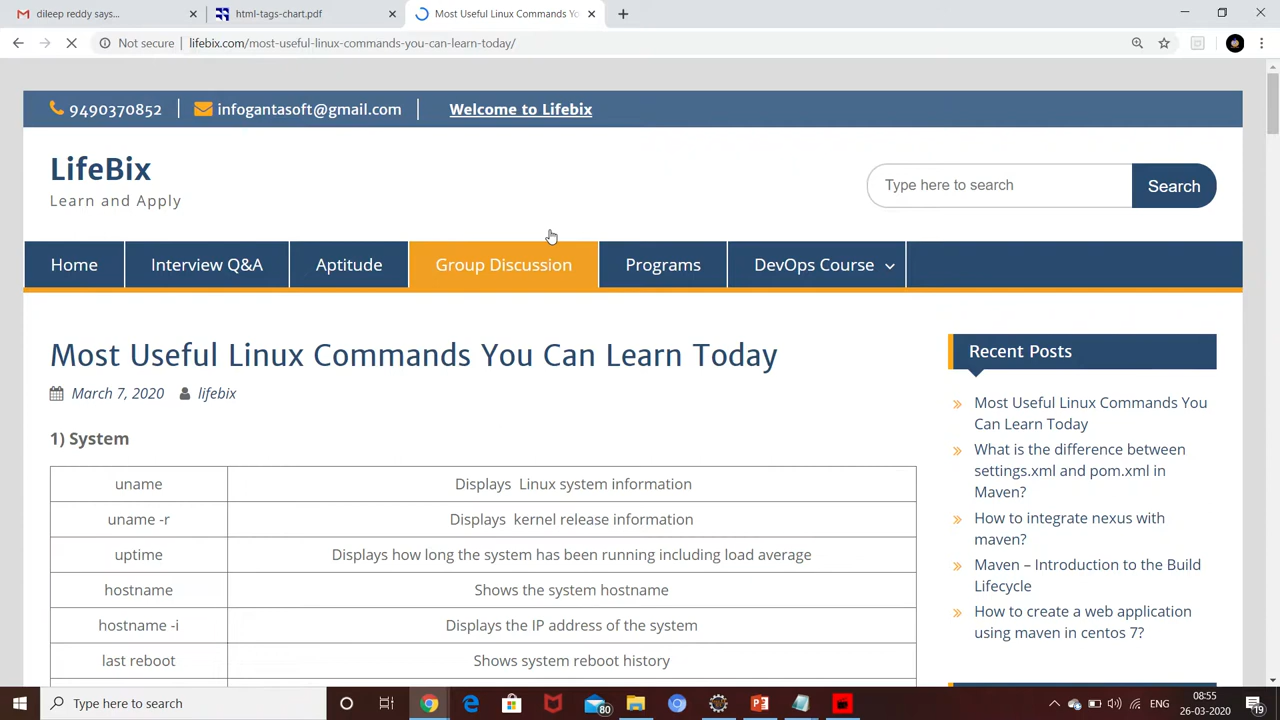 dileep reddy says...
html-tags-chart.pdf
Most Useful Linux Commands Yo
Not secure
lifebix.com/most-useful-linux-commands-you-can-learn-today/
9490370852
infogantasoft@gmail.com
Welcome to Lifebix
LifeBix
Learn and Apply
Type here to search
Search
Home
Interview Q&A
Aptitude
Group Discussion
Programs
DevOps Course
Most Useful Linux Commands You Can Learn Today
March 7, 2020
lifebix
1) System
uname
Displays Linux system information
uname -r
Displays kernel release information
uptime
Displays how long the system has been running including load average
hostname
Shows the system hostname
hostname -i
Displays the IP address of the system
last reboot
Shows system reboot history
Recent Posts
Most Useful Linux Commands You
Can Learn Today
What is the difference between
settings.xml and pom.xml in
Maven?
How to integrate nexus with
maven?
Maven – Introduction to the Build
Lifecycle
How to create a web application
using maven in centos 7?
Type here to search
80
ENG
08:55
26-03-2020
19